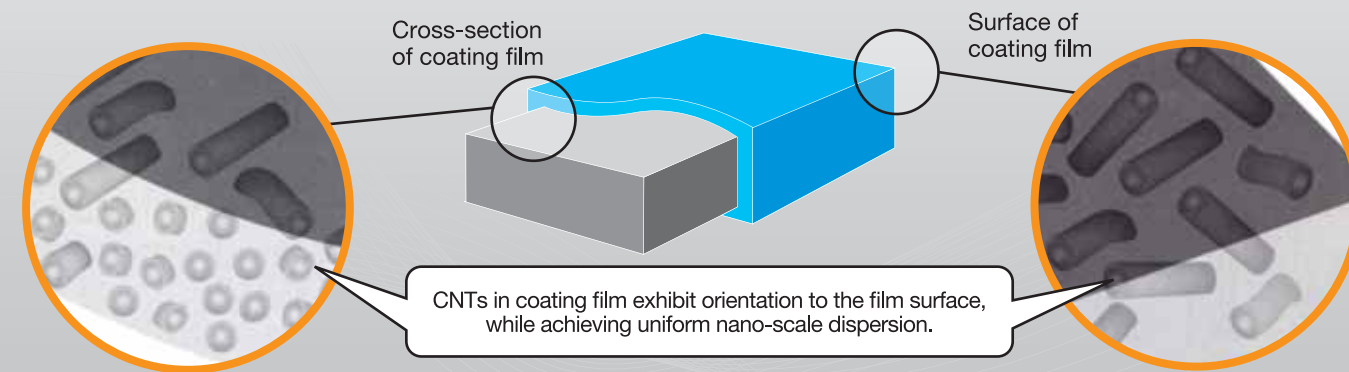 Cross-section
of coating film
Surface of
coating film
CNTs in coating film exhibit orientation to the film surface,
while achieving uniform nano-scale dispersion.